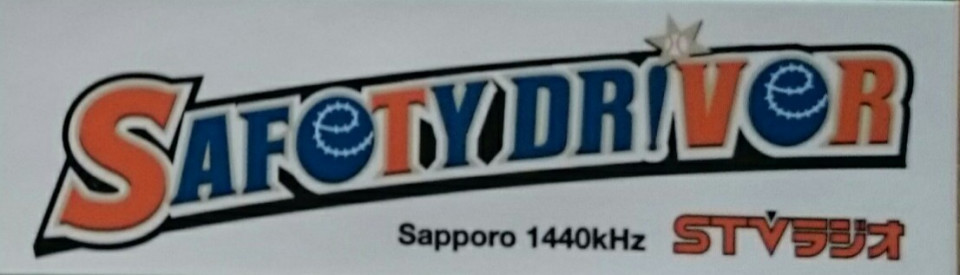 SAFeTY DRiVeR
Sapporo 1440kHz STVラジオ